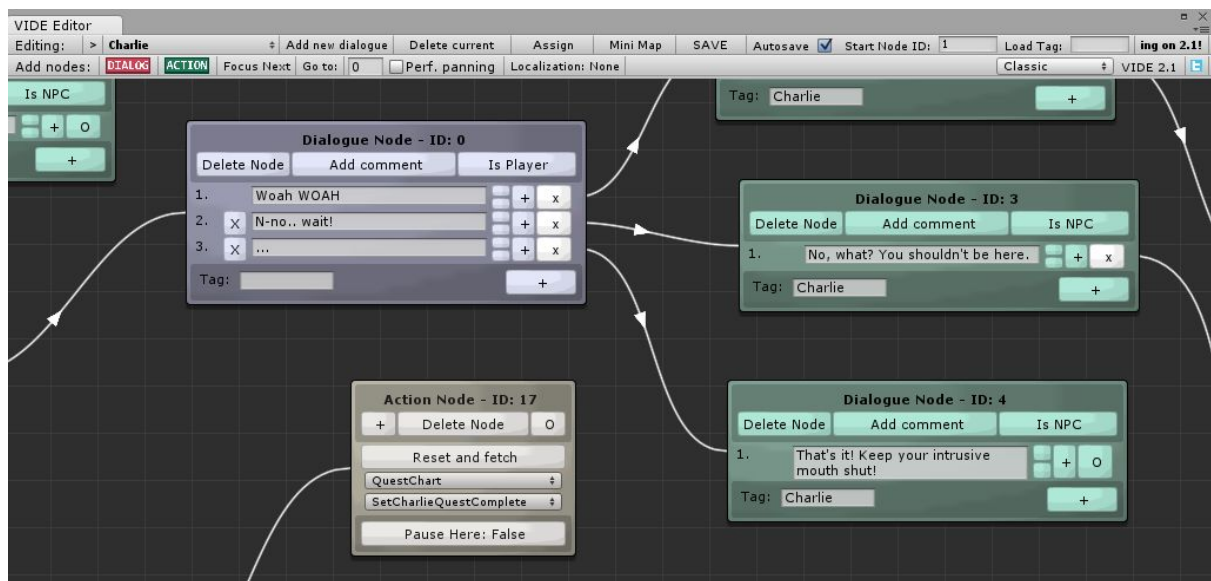 VIDE Editor
Editing: > Charlie Add new dialogue Delete current Assign Mini Map SAVE Autosave Start Node ID: 1 Load Tag: ing on 2.1!
Add nodes: DIALOG ACTION Focus Next Go to: 0 Perf. panning Localization: None Classic VIDE 2.1
Is NPC
+ O
+
Tag: Charlie +
Dialogue Node - ID: 0
Delete Node Add comment Is Player
1. Woah WOAH + x
2. X N-no.. wait! + x
3. X ... + x
Tag: +
Dialogue Node - ID: 3
Delete Node Add comment Is NPC
1. No, what? You shouldn't be here. + x
Tag: Charlie +
Action Node - ID: 17
+ Delete Node O
Reset and fetch
QuestChart
SetCharlieQuestComplete
Pause Here: False
Dialogue Node - ID: 4
Delete Node Add comment Is NPC
1. That's it! Keep your intrusive
mouth shut! + O
Tag: Charlie +